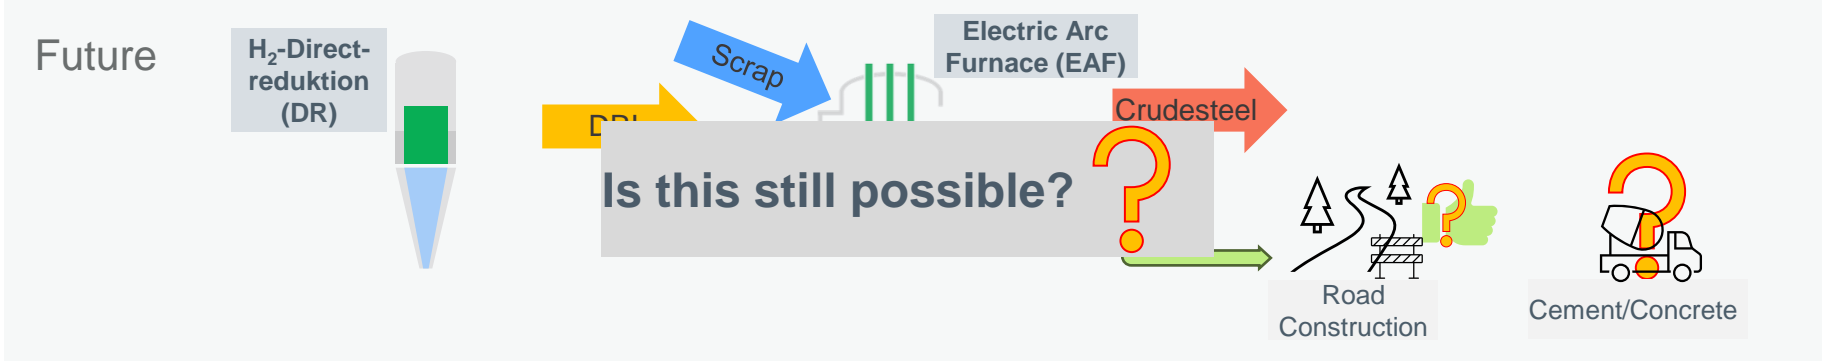 Future
H2-Direct-
reduktion
(DR)
Scrap
Electric Arc
Furnace (EAF)
Crudesteel
Is this still possible?
Road
Construction
Cement/Concrete